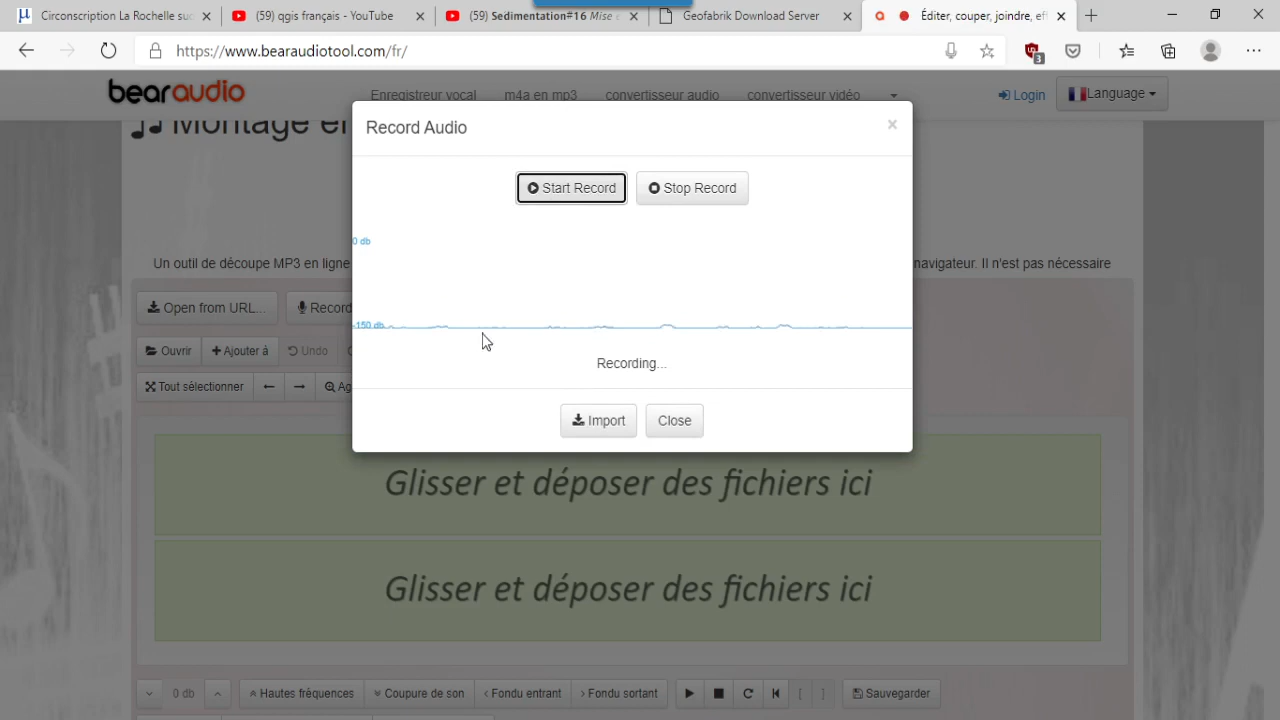 Circonscription La Rochelle su
(59) qgis français - YouTube
(59) Sedimentation#16 Mise e
Geofabrik Download Server
Éditer, couper, joindre, ef
https://www.bearaudiotool.com/fr/
3
bearaudio
Enregistreur vocal
m4a en mp3
convertisseur audio
convertisseur vidéo
Login
Language
Montage en
Record Audio
Start Record
Stop Record
0 db
-150 db
Recording...
Import
Close
Un outil de découpe MP3 en ligne
navigateur. Il n'est pas nécessaire
Open from URL...
Record
Ouvrir
Ajouter à
Undo
Tout sélectionner
Ag
Glisser et déposer des fichiers ici
Glisser et déposer des fichiers ici
0 db
Hautes fréquences
Coupure de son
Fondu entrant
Fondu sortant
[ ]
Sauvegarder